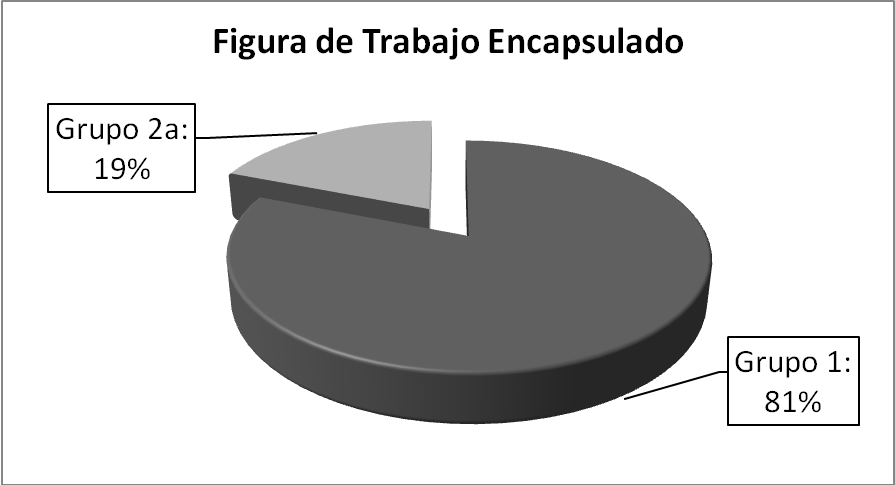 Figura de Trabajo Encapsulado
Grupo 2a:
19%
Grupo 1:
81%